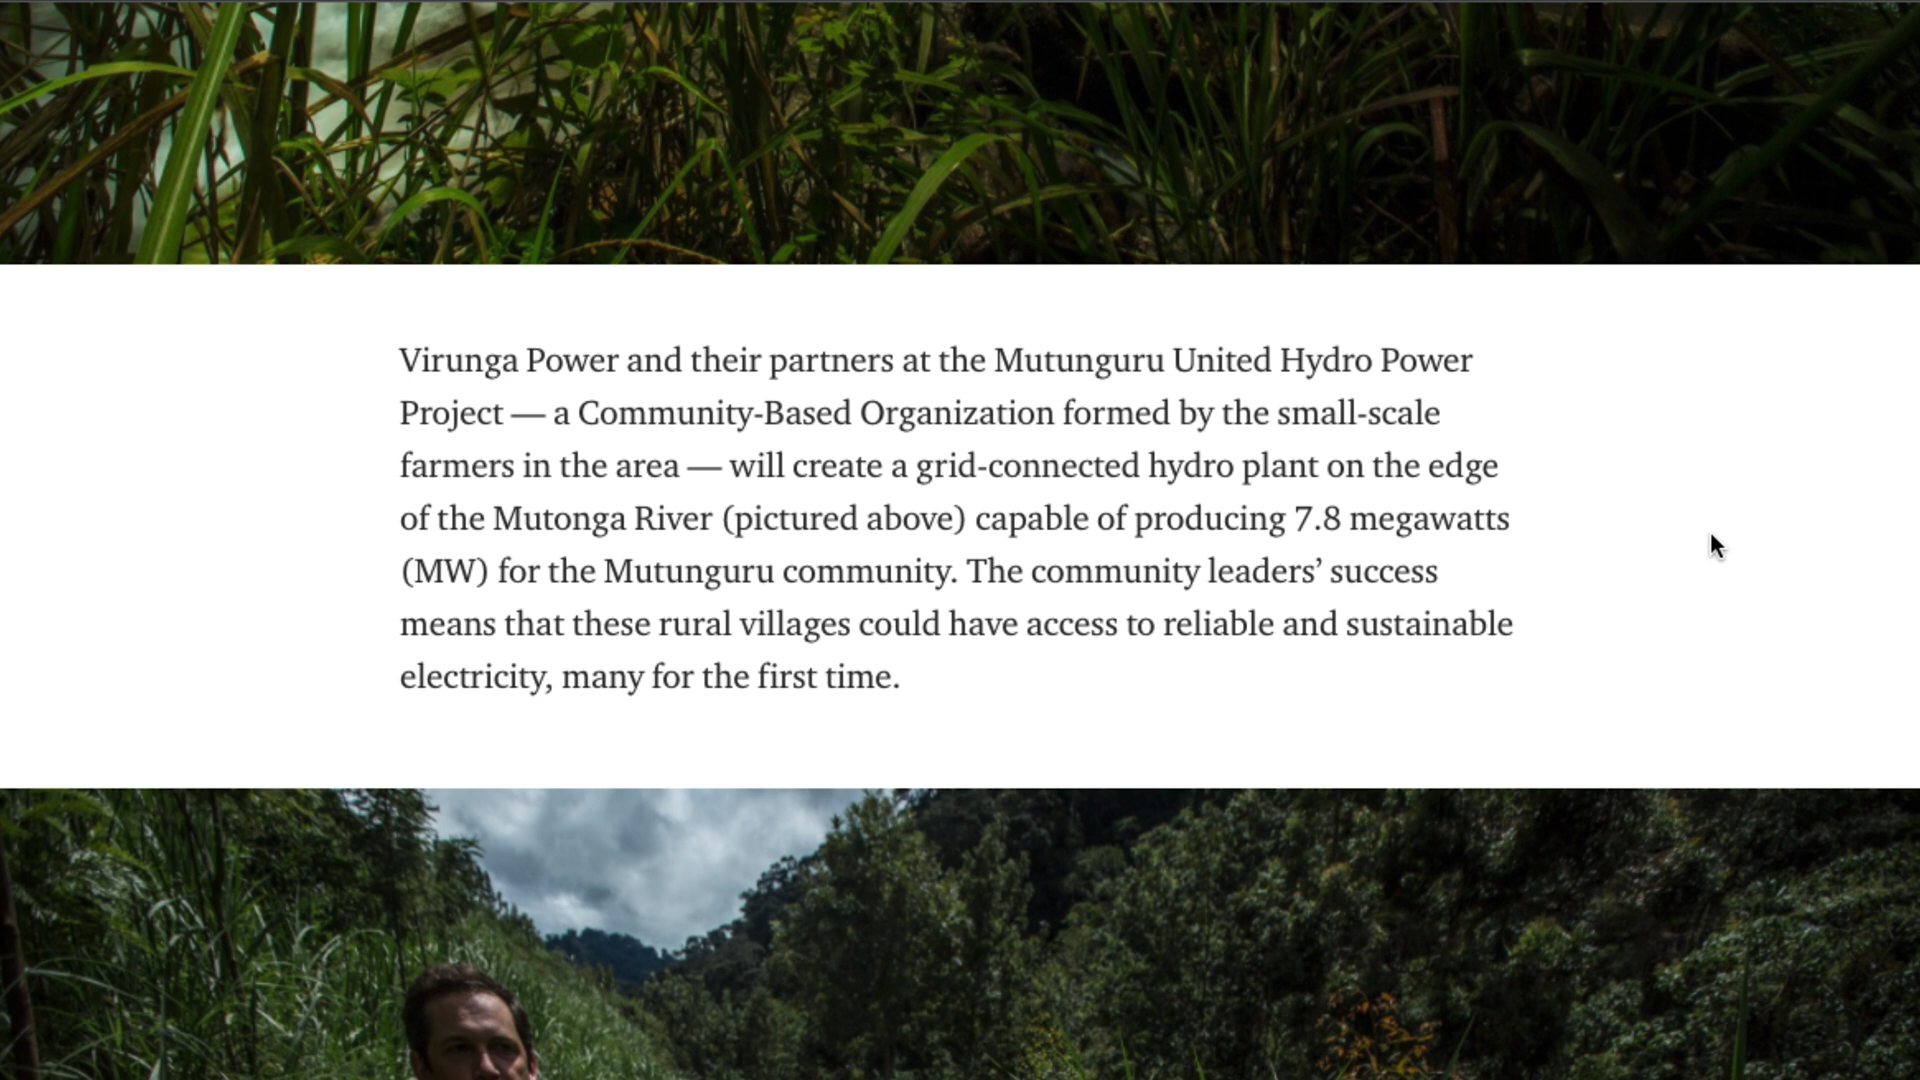 Virunga Power and their partners at the Mutunguru United Hydro Power
Project — a Community-Based Organization formed by the small-scale
farmers in the area — will create a grid-connected hydro plant on the edge
of the Mutonga River (pictured above) capable of producing 7.8 megawatts
(MW) for the Mutunguru community. The community leaders’ success
means that these rural villages could have access to reliable and sustainable
electricity, many for the first time.